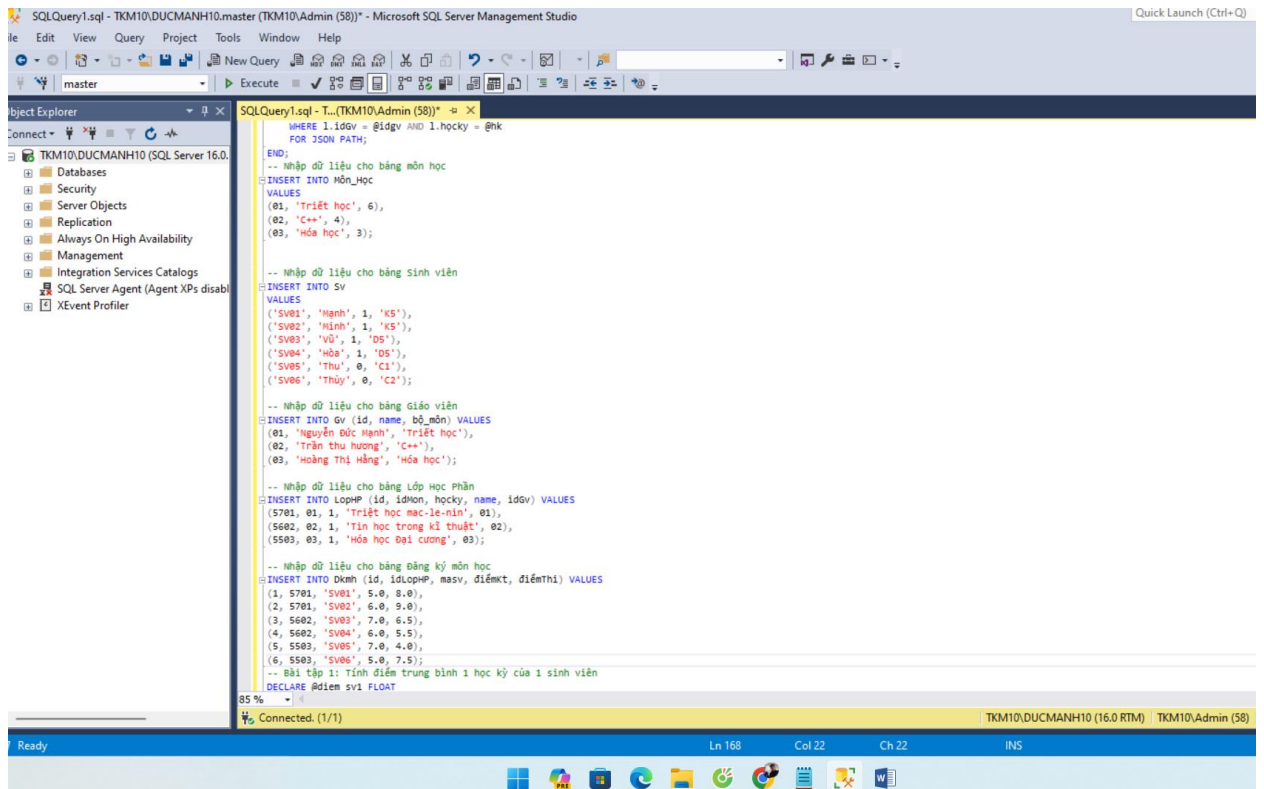 SQLQuery1.sql - TKM10\DUCMANH10.master (TKM10\Admin (58))* - Microsoft SQL Server Management Studio
Quick Launch (Ctrl+Q)
ile Edit View Query Project Tools Window Help
New Query
master
Execute
bject Explorer
SQLQuery1.sql - T...(TKM10\Admin (58))*
Connect
TKM10\DUCMANH10 (SQL Server 16.0.
Databases
Security
Server Objects
Replication
Always On High Availability
Management
Integration Services Catalogs
SQL Server Agent (Agent XPs disabl
XEvent Profiler
WHERE l.idGv = @idgv AND l.họcky = @hk
FOR JSON PATH;
END;
-- Nhập dữ liệu cho bảng môn học
INSERT INTO Môn_Học
VALUES
(01, 'Triết học', 6),
(02, 'C++', 4),
(03, 'Hóa học', 3);
-- Nhập dữ liệu cho bảng Sinh viên
INSERT INTO Sv
VALUES
('SV01', 'Mạnh', 1, 'K5'),
('SV02', 'Minh', 1, 'K5'),
('SV03', 'Vũ', 1, 'D5'),
('SV04', 'Hòa', 1, 'D5'),
('SV05', 'Thu', 0, 'C1'),
('SV06', 'Thúy', 0, 'C2');
-- Nhập dữ liệu cho bảng Giáo viên
INSERT INTO Gv (id, name, bộ_môn) VALUES
(01, 'Nguyễn Đức Mạnh', 'Triết học'),
(02, 'Trần thu hương', 'C++'),
(03, 'Hoàng Thị Hằng', 'Hóa học');
-- Nhập dữ liệu cho bảng Lớp Học Phần
INSERT INTO LopHP (id, idMon, họcky, name, idGv) VALUES
(5701, 01, 1, 'Triệt học mac-le-nin', 01),
(5602, 02, 1, 'Tin học trong kĩ thuật', 02),
(5503, 03, 1, 'Hóa học Đại cương', 03);
-- Nhập dữ liệu cho bảng Đăng ký môn học
INSERT INTO Dkmh (id, idLopHP, masv, điểmKt, điểmThi) VALUES
(1, 5701, 'SV01', 5.0, 8.0),
(2, 5701, 'SV02', 6.0, 9.0),
(3, 5602, 'SV03', 7.0, 6.5),
(4, 5602, 'SV04', 6.0, 5.5),
(5, 5503, 'SV05', 7.0, 4.0),
(6, 5503, 'SV06', 5.0, 7.5);
-- Bài tập 1: Tính điểm trung bình 1 học kỳ của 1 sinh viên
DECLARE @diem_sv1 FLOAT
85 %
Connected. (1/1)
TKM10\DUCMANH10 (16.0 RTM) TKM10\Admin (58)
Ready
Ln 168 Col 22 Ch 22 INS